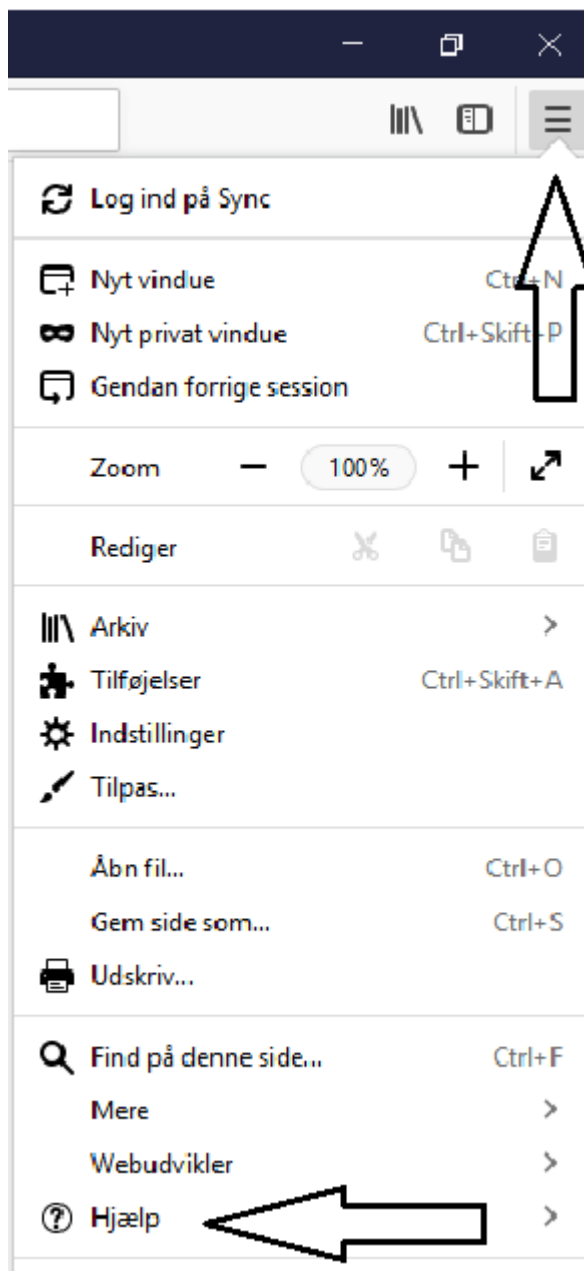 Log ind på Sync
Nyt vindue Ctrl+N
Nyt privat vindue Ctrl+Skift+P
Gendan forrige session
Zoom 100%
Rediger
Arkiv
Tilføjelser Ctrl+Skift+A
Indstillinger
Tilpas...
Åbn fil... Ctrl+O
Gem side som... Ctrl+S
Udskriv...
Find på denne side... Ctrl+F
Mere
Webudvikler
Hjælp